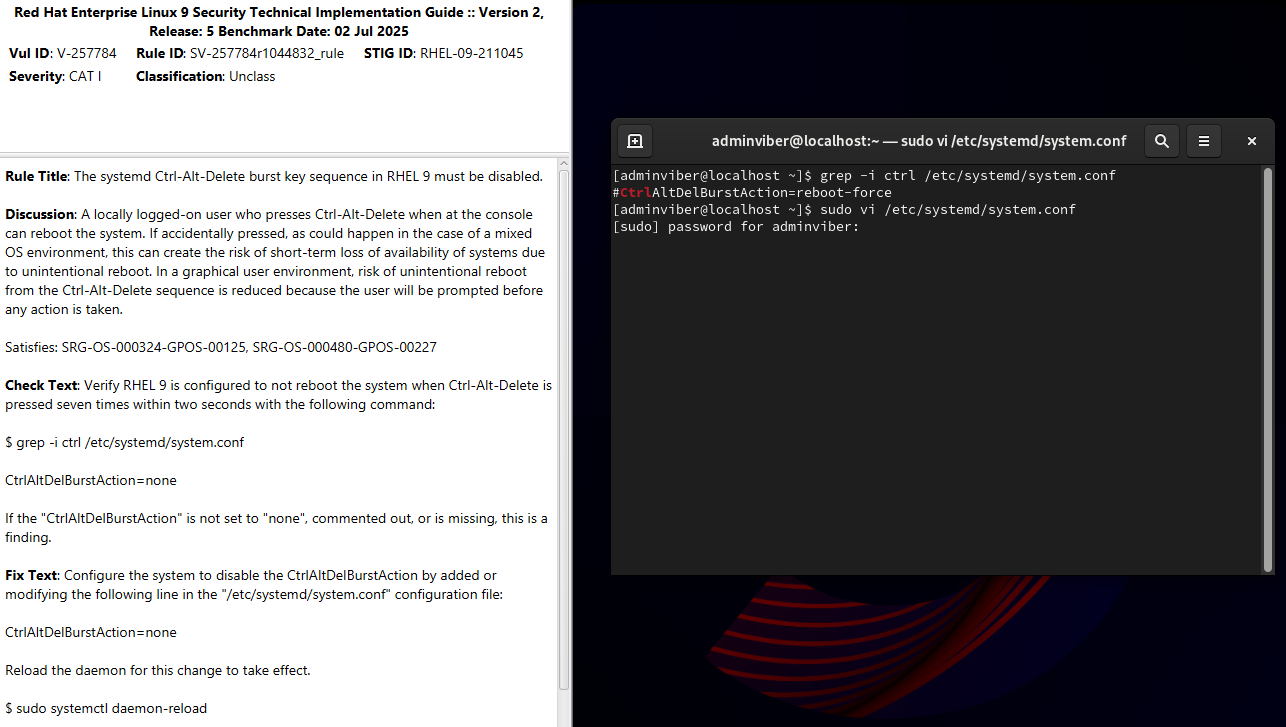 Red Hat Enterprise Linux 9 Security Technical Implementation Guide :: Version 2,
Release: 5 Benchmark Date: 02 Jul 2025
Vul ID: V-257784 Rule ID: SV-257784r1044832_rule STIG ID: RHEL-09-211045
Severity: CAT I Classification: Unclass
Rule Title: The systemd Ctrl-Alt-Delete burst key sequence in RHEL 9 must be disabled.
Discussion: A locally logged-on user who presses Ctrl-Alt-Delete when at the console
can reboot the system. If accidentally pressed, as could happen in the case of a mixed
OS environment, this can create the risk of short-term loss of availability of systems due
to unintentional reboot. In a graphical user environment, risk of unintentional reboot
from the Ctrl-Alt-Delete sequence is reduced because the user will be prompted before
any action is taken.
Satisfies: SRG-OS-000324-GPOS-00125, SRG-OS-000480-GPOS-00227
Check Text: Verify RHEL 9 is configured to not reboot the system when Ctrl-Alt-Delete is
pressed seven times within two seconds with the following command:
$ grep -i ctrl /etc/systemd/system.conf
CtrlAltDelBurstAction=none
If the "CtrlAltDelBurstAction" is not set to "none", commented out, or is missing, this is a
finding.
Fix Text: Configure the system to disable the CtrlAltDelBurstAction by added or
modifying the following line in the "/etc/systemd/system.conf" configuration file:
CtrlAltDelBurstAction=none
Reload the daemon for this change to take effect.
$ sudo systemctl daemon-reload
adminviber@localhost:~ — sudo vi /etc/systemd/system.conf
[adminviber@localhost ~]$ grep -i ctrl /etc/systemd/system.conf
#CtrlAltDelBurstAction=reboot-force
[adminviber@localhost ~]$ sudo vi /etc/systemd/system.conf
[sudo] password for adminviber: